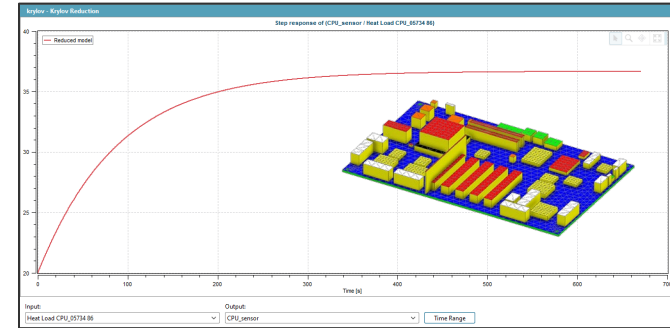 krylov - Krylov Reduction
Step response of (CPU_sensor / Heat Load CPU_05734 86)
40
Reduced model
35
30
25
20
0 100 200 300 400 500 600 700
Time [s]
Input: Output:
Heat Load CPU_05734 86 CPU_sensor Time Range